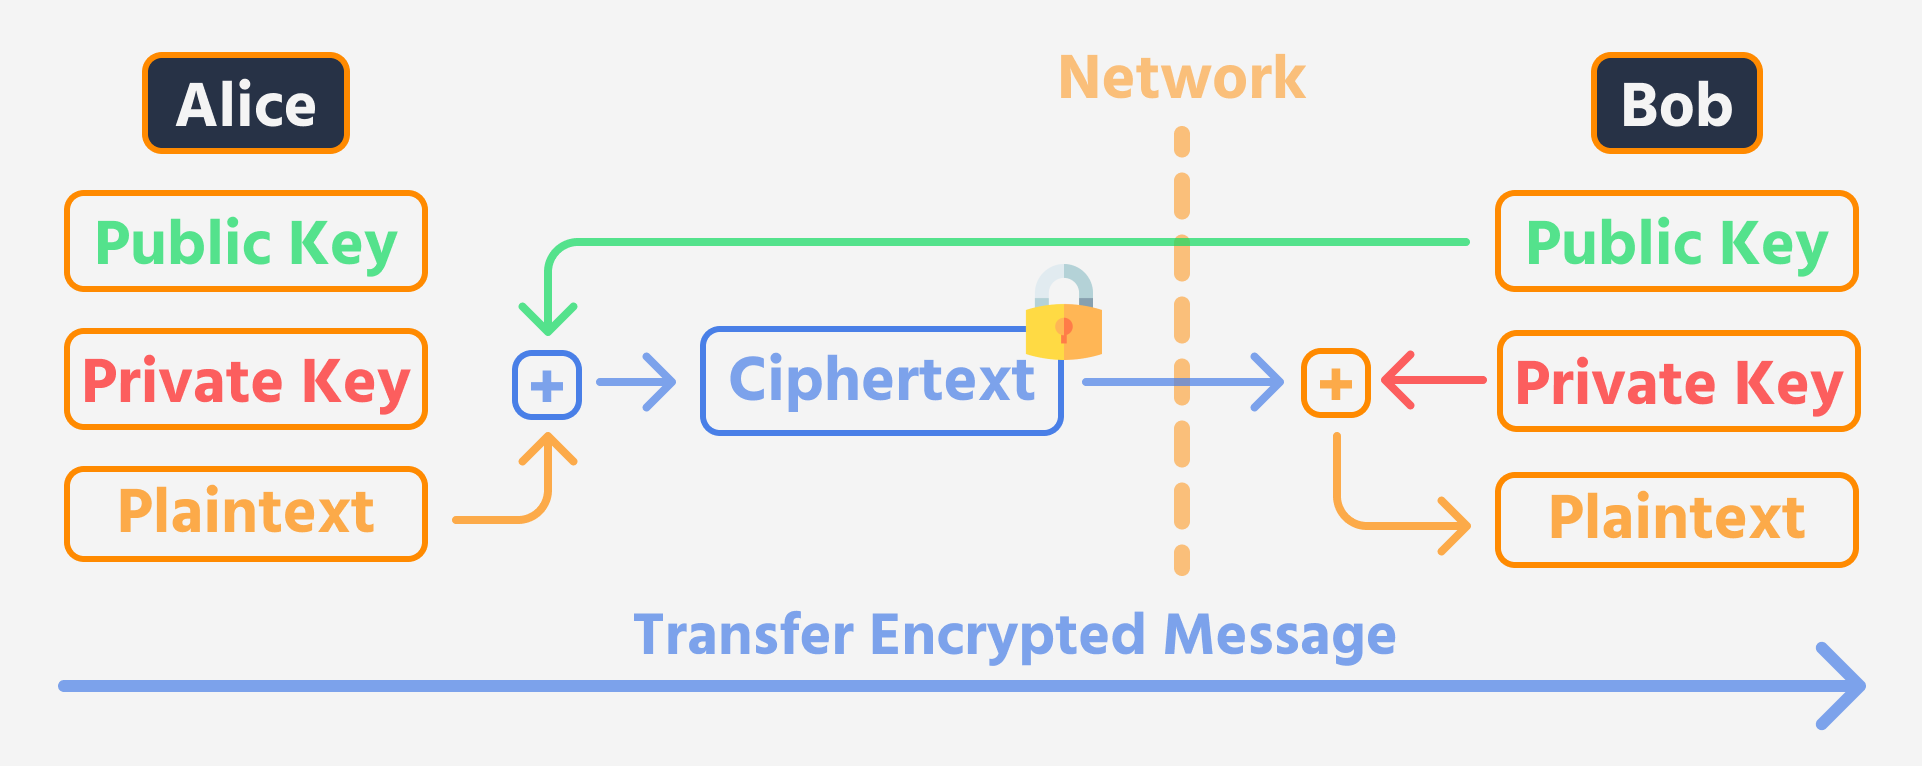 Alice
Network
Bob
Public Key
Public Key
Private Key
+
Ciphertext
+
Private Key
Plaintext
Plaintext
Transfer Encrypted Message